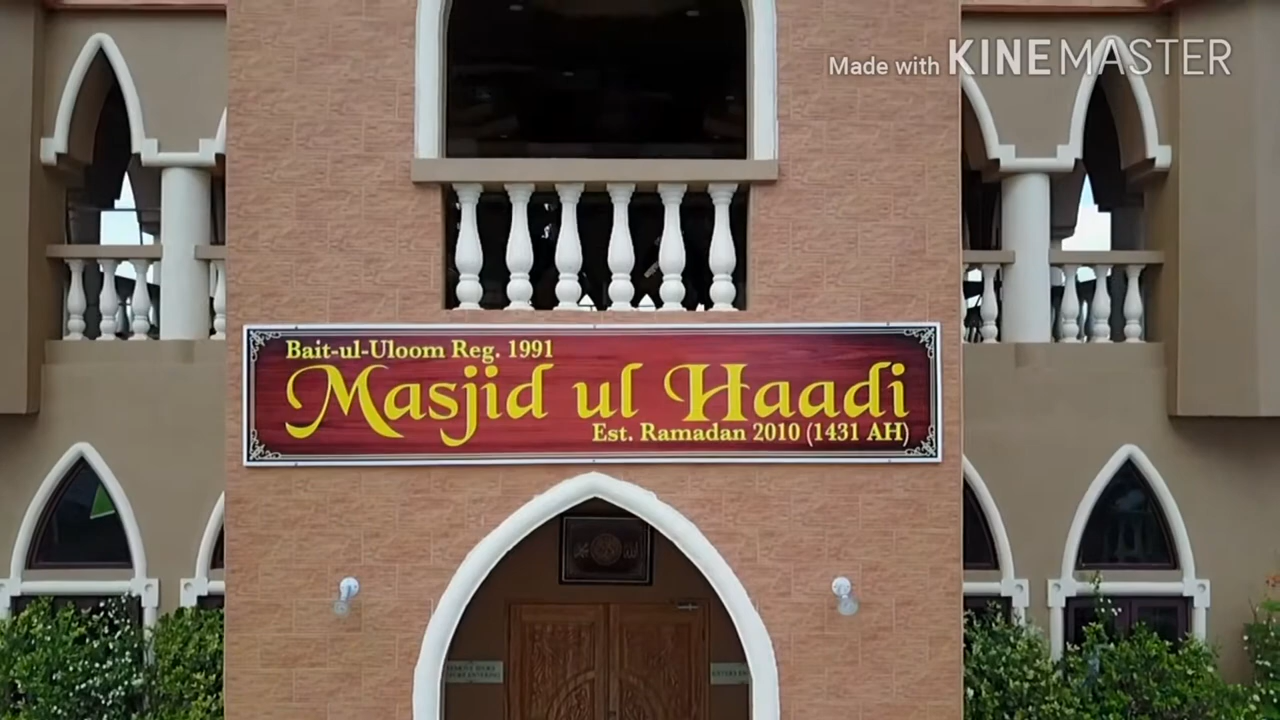 Made with KINEMASTER
Bait-ul-Uloom Reg. 1991
Masjid ul Haadi
Est. Ramadan 2010 (1431 AH)